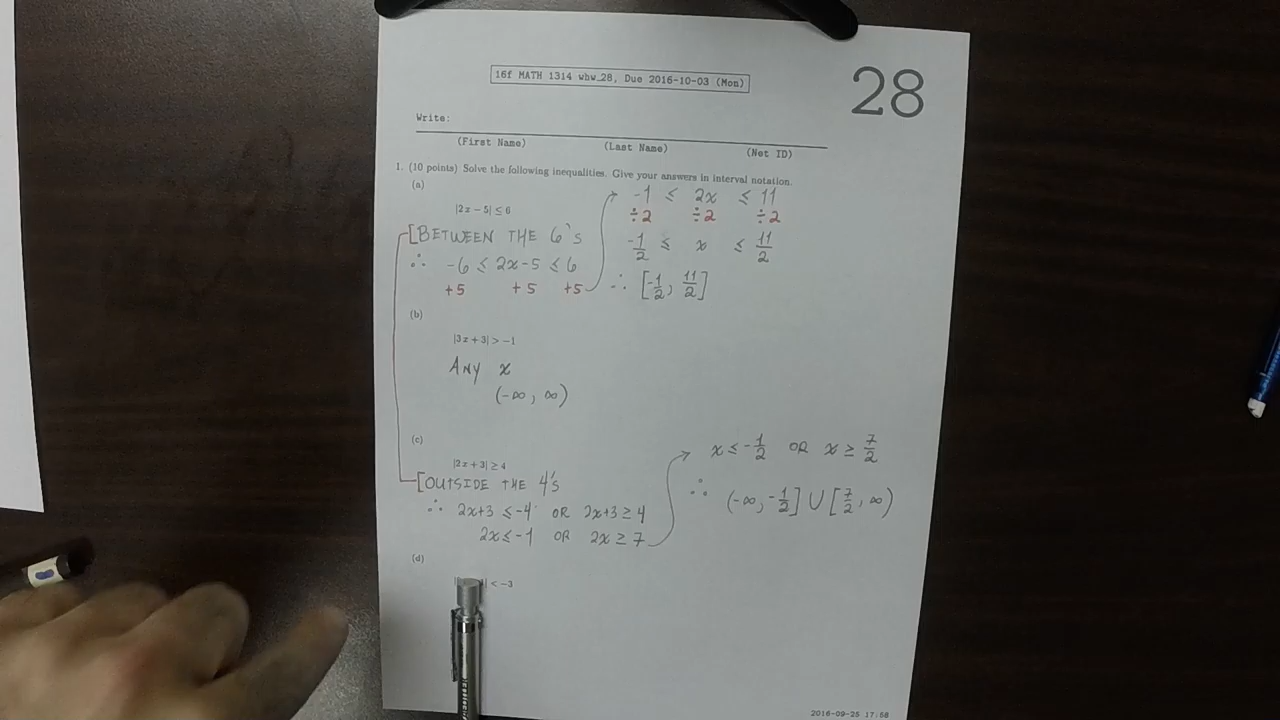 28
16f MATH 1314 whw_28, Due 2016-10-03 (Mon)
Write:
(First Name) (Last Name) (Net ID)
1. (10 points) Solve the following inequalities. Give your answers in interval notation.
(a)
|2x − 5| ≤ 6
[BETWEEN THE 6's
∴ -6 ≤ 2x-5 ≤ 6
+5 +5 +5
-1 ≤ 2x ≤ 11
÷2 ÷2 ÷2
-1/2 ≤ x ≤ 11/2
∴ [-1/2, 11/2]
(b)
|3x + 3| > −1
ANY x
(-∞, ∞)
(c)
|2x + 3| ≥ 4
[OUTSIDE THE 4's
∴ 2x+3 ≤ -4 OR 2x+3 ≥ 4
2x ≤ -1 OR 2x ≥ 7
x ≤ -1/2 OR x ≥ 7/2
∴ (-∞, -1/2] ∪ [7/2, ∞)
(d)
| < −3
2016-09-25 17:56